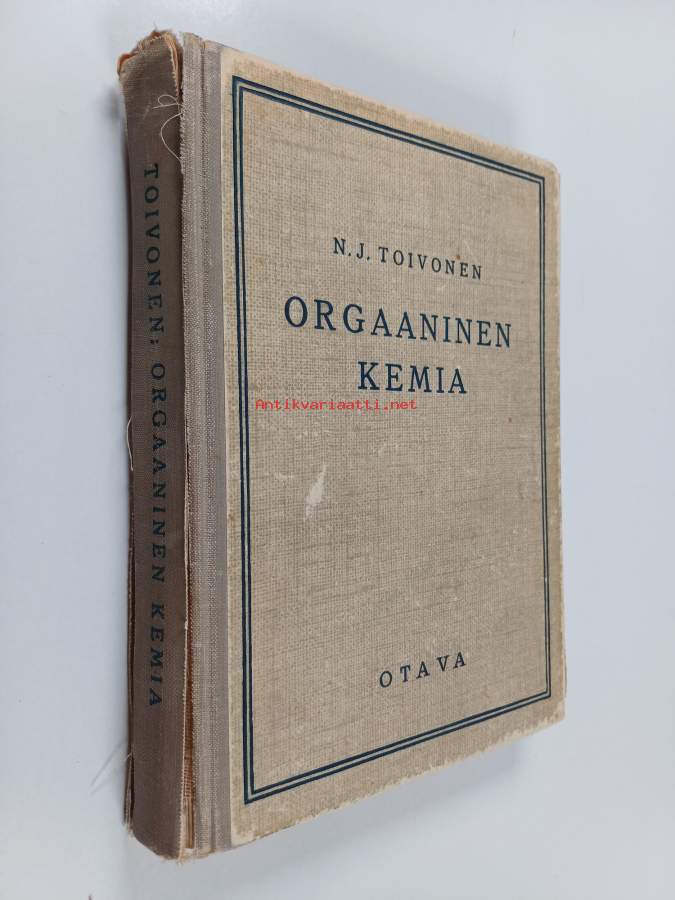 TOIVONEN: ORGAANINEN KEMIA
N. J. TOIVONEN
ORGAANINEN
KEMIA
Antikvariaatti.net
OTAVA